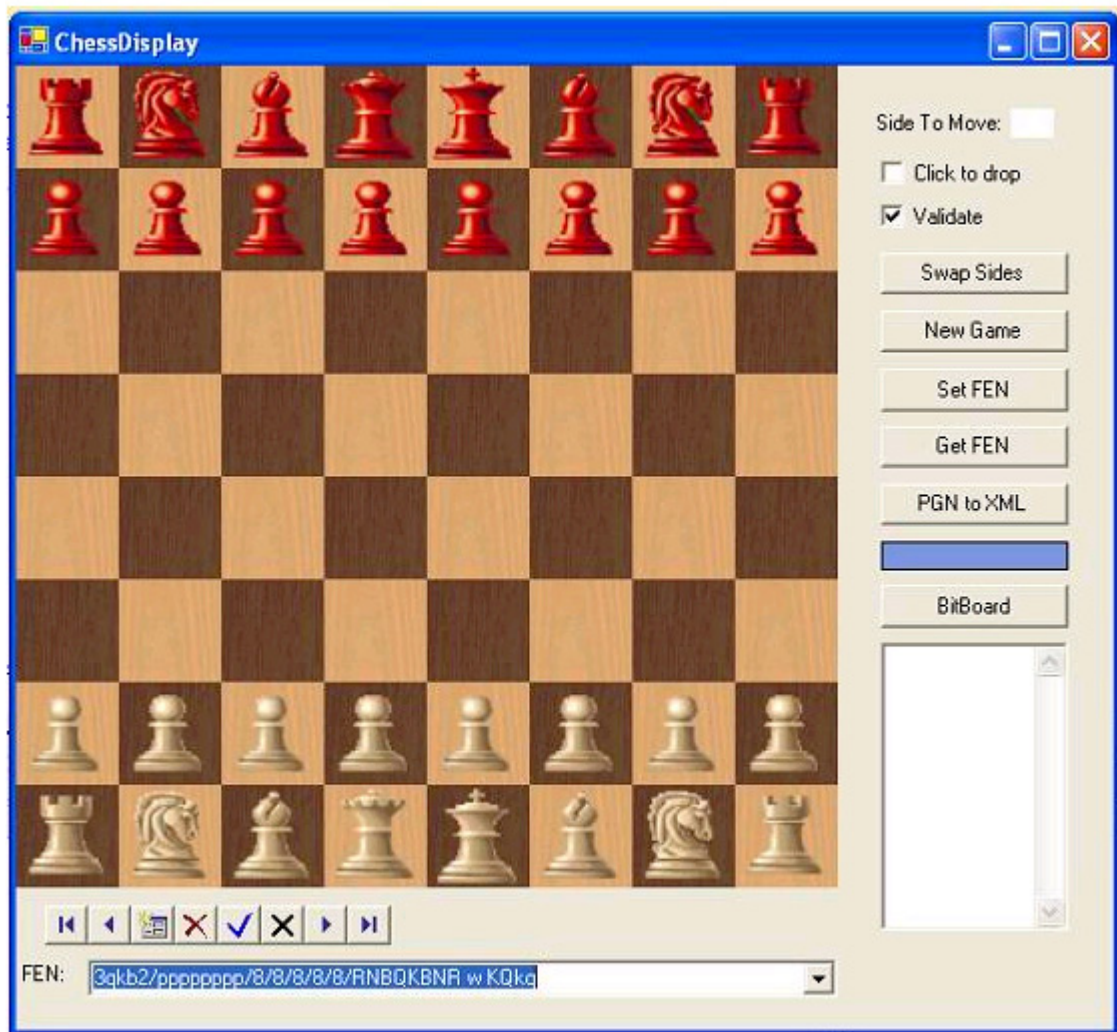 ChessDisplay
Side To Move:
Click to drop
Validate
Swap Sides
New Game
Set FEN
Get FEN
PGN to XML
BitBoard
FEN: 3qkb2/pppppppp/8/8/8/8/8/RNBQKBNR w KQkq